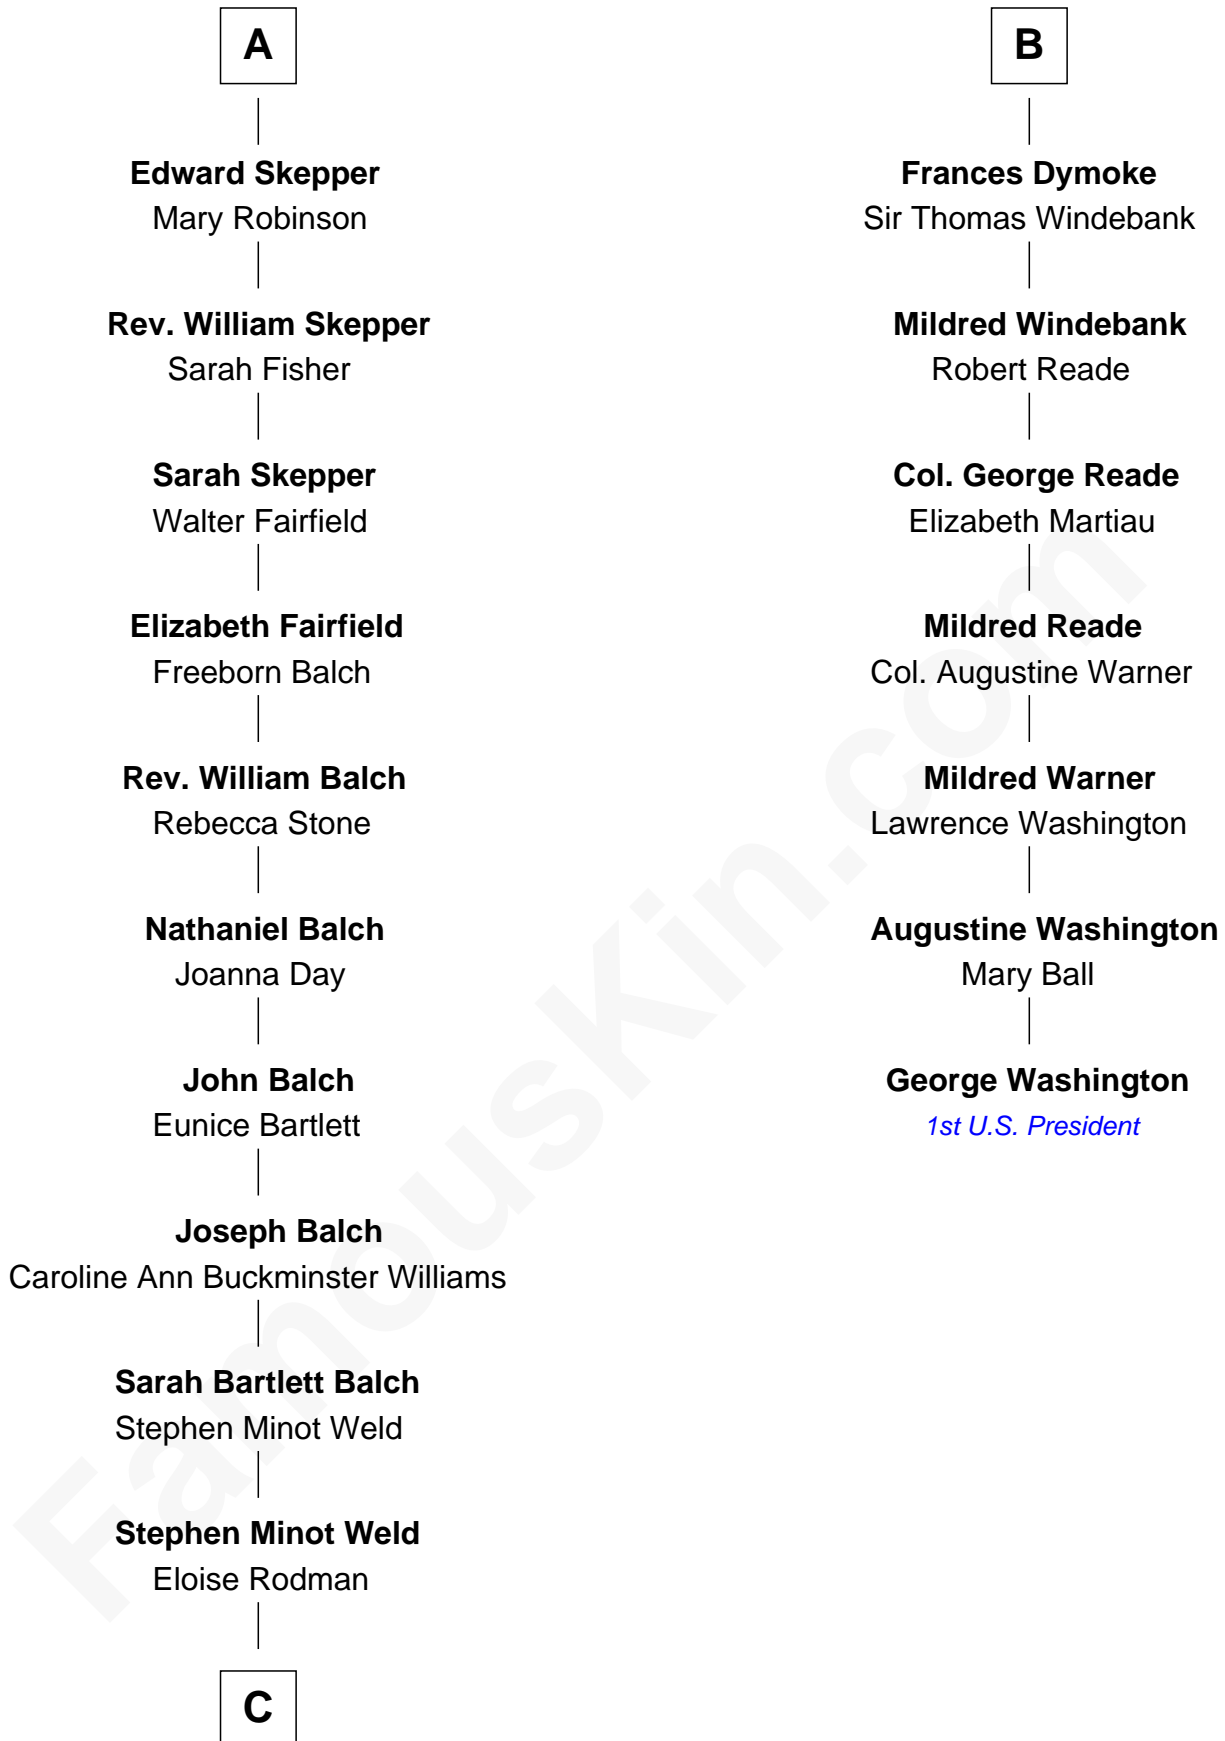 A
Edward Skepper
Mary Robinson
Rev. William Skepper
Sarah Fisher
Sarah Skepper
Walter Fairfield
Elizabeth Fairfield
Freeborn Balch
Rev. William Balch
Rebecca Stone
Nathaniel Balch
Joanna Day
John Balch
Eunice Bartlett
Joseph Balch
Caroline Ann Buckminster Williams
Sarah Bartlett Balch
Stephen Minot Weld
Stephen Minot Weld
Eloise Rodman
C
B
Frances Dymoke
Sir Thomas Windebank
Mildred Windebank
Robert Reade
Col. George Reade
Elizabeth Martiau
Mildred Reade
Col. Augustine Warner
Mildred Warner
Lawrence Washington
Augustine Washington
Mary Ball
George Washington
1st U.S. President
FamousKin.com